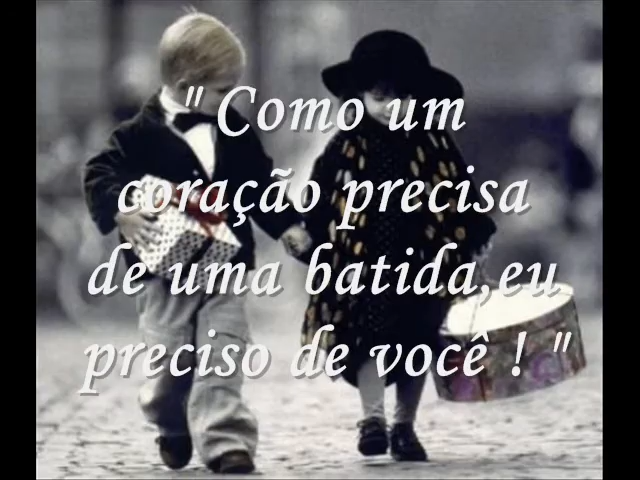 " Como um
coração precisa
de uma batida,eu
preciso de você ! "